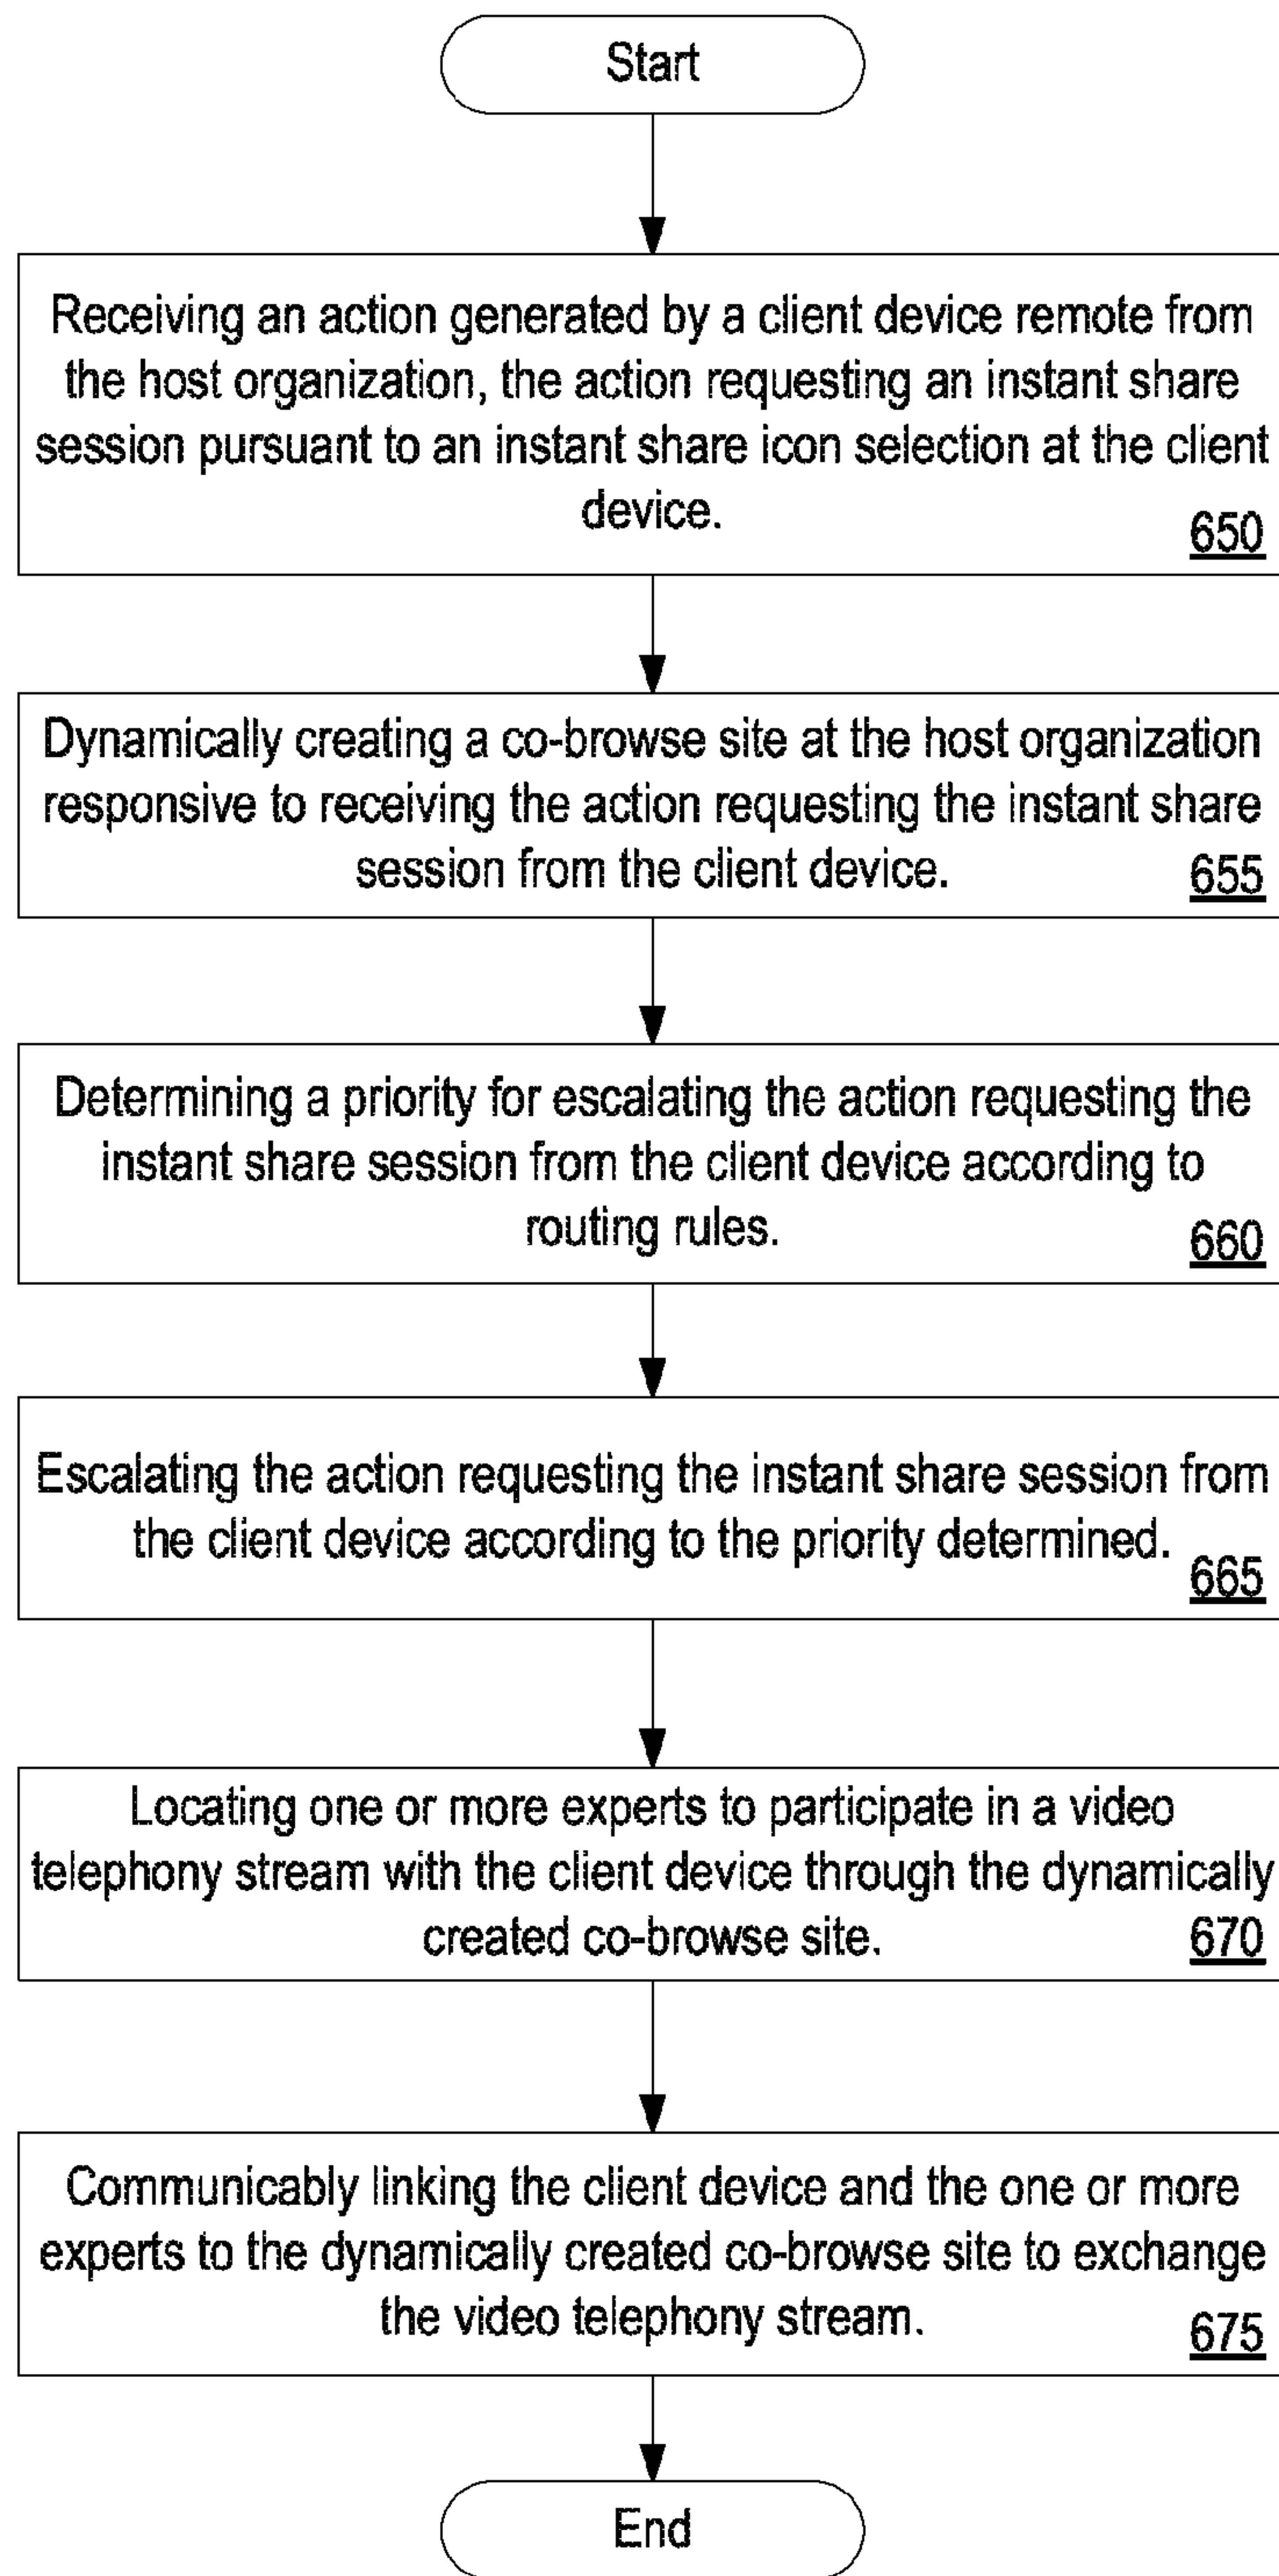 Start
Receiving an action generated by a client device remote from
the host organization, the action requesting an instant share
session pursuant to an instant share icon selection at the client
device.
650
Dynamically creating a co-browse site at the host organization
responsive to receiving the action requesting the instant share
session from the client device.
655
Determining a priority for escalating the action requesting the
instant share session from the client device according to
routing rules.
660
Escalating the action requesting the instant share session from
the client device according to the priority determined.
665
Locating one or more experts to participate in a video
telephony stream with the client device through the dynamically
created co-browse site.
670
Communicably linking the client device and the one or more
experts to the dynamically created co-browse site to exchange
the video telephony stream.
675
End